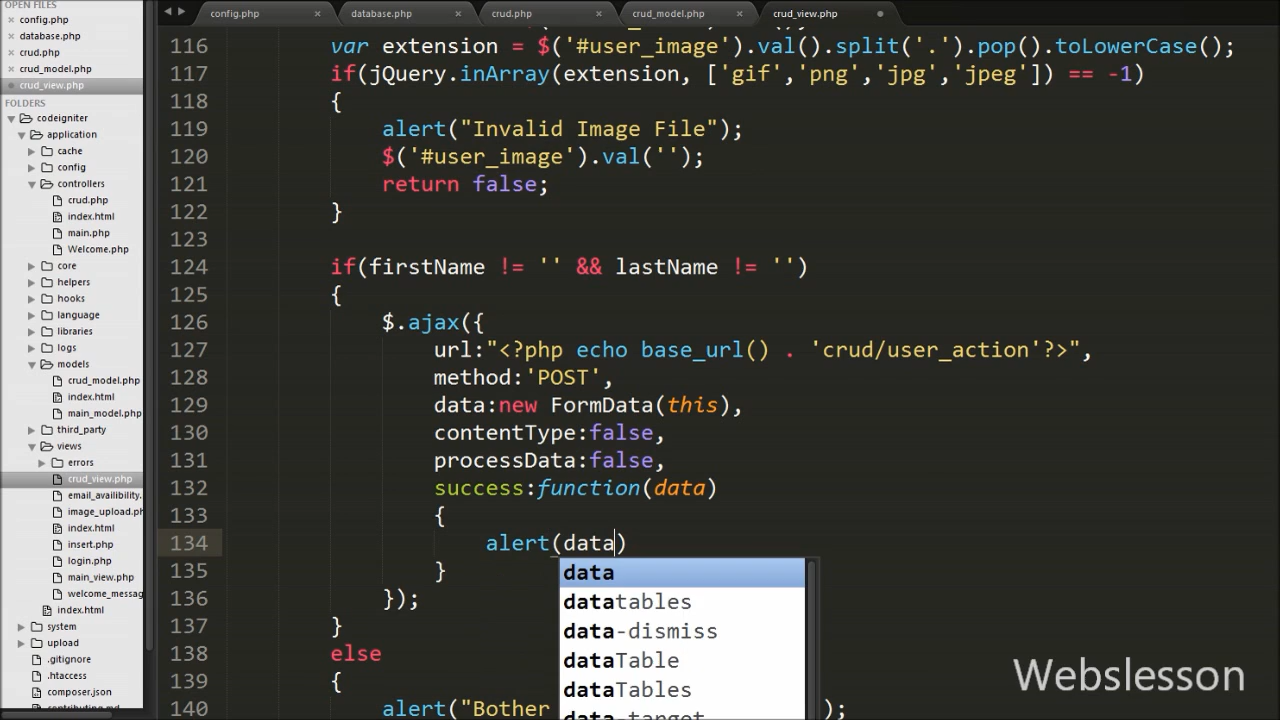 OPEN FILES
config.php
database.php
crud.php
crud_model.php
crud_view.php
FOLDERS
codeigniter
application
cache
config
controllers
crud.php
index.html
main.php
Welcome.php
core
helpers
hooks
language
libraries
logs
models
crud_model.php
index.html
main_model.php
third_party
views
errors
crud_view.php
email_availibility.
image_upload.ph
index.html
insert.php
login.php
main_view.php
welcome_messag
index.html
system
upload
.gitignore
.htaccess
composer.json
contributing.md
config.php × database.php × crud.php × crud_model.php × crud_view.php
116 var extension = $('#user_image').val().split('.').pop().toLowerCase();
117 if(jQuery.inArray(extension, ['gif','png','jpg','jpeg']) == -1)
118 {
119 alert("Invalid Image File");
120 $('#user_image').val('');
121 return false;
122 }
123
124 if(firstName != '' && lastName != '')
125 {
126 $.ajax({
127 url:"<?php echo base_url() . 'crud/user_action'?>",
128 method:'POST',
129 data:new FormData(this),
130 contentType:false,
131 processData:false,
132 success:function(data)
133 {
134 alert(data)
135 }
136 });
137 }
138 else
139 {
140 alert("Bother );
data
datatables
data-dismiss
dataTable
dataTables
data-target
Webslesson